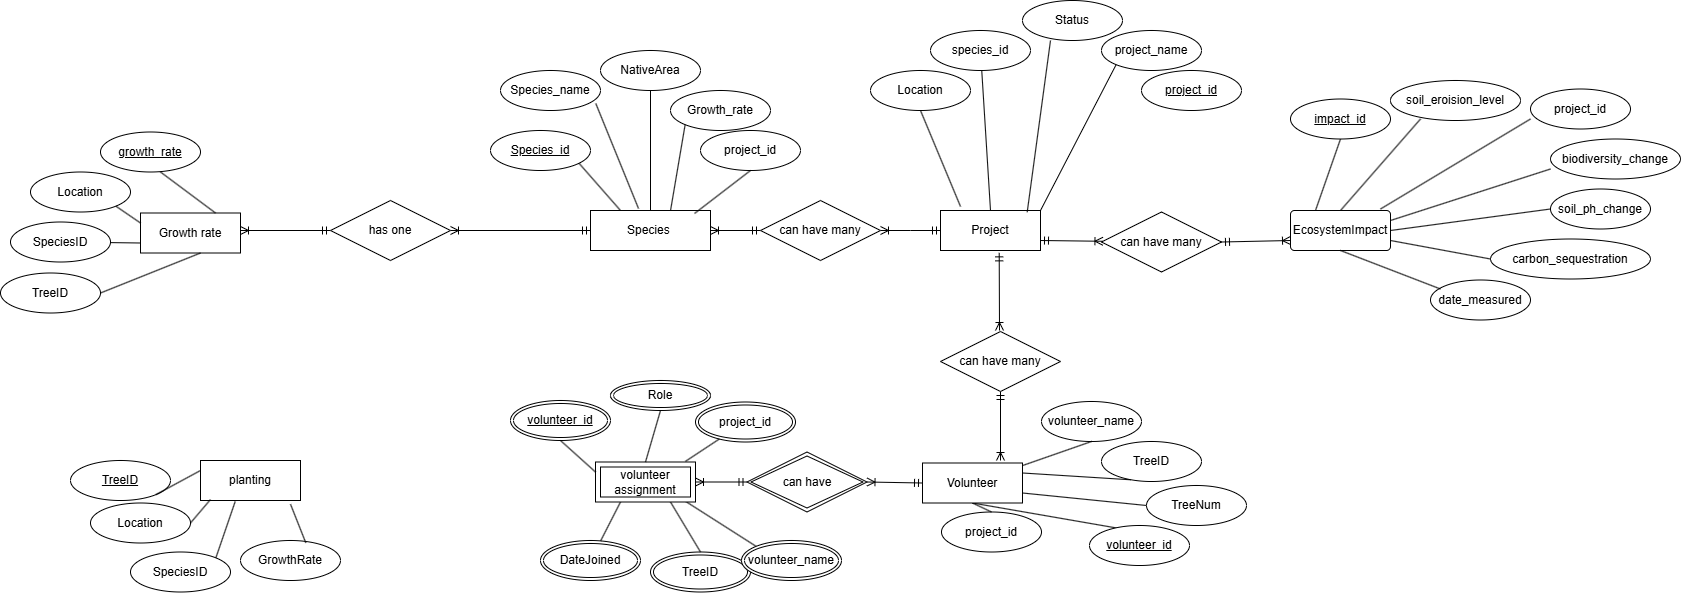 Status
species_id
project_name
NativeArea
Species_name
Location
project_id
Growth_rate
soil_eroision_level
project_id
impact_id
growth_rate
Species_id
project_id
biodiversity_change
Location
soil_ph_change
SpeciesID
Growth rate
has one
Species
can have many
Project
can have many
EcosystemImpact
carbon_sequestration
TreeID
date_measured
can have many
Role
volunteer_id
project_id
volunteer_name
TreeID
TreeID
planting
volunteer
assignment
can have
Volunteer
TreeNum
Location
project_id
volunteer_id
SpeciesID
GrowthRate
DateJoined
TreeID
volunteer_name